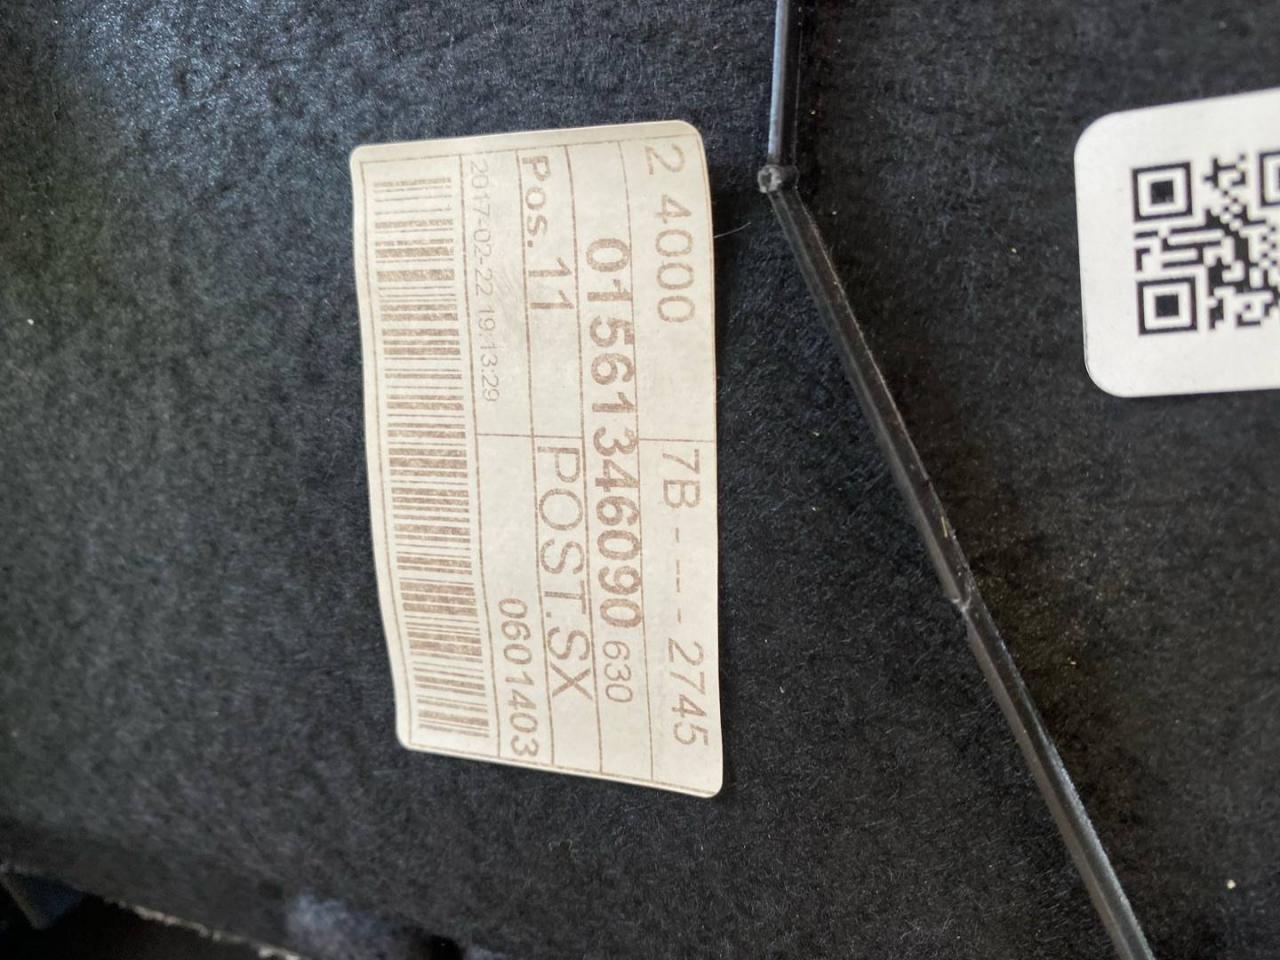 2 4000 7B - -- - 2745
01561346090 630
Pos. 11 POST.SX
2017-02-22 19:13:29 0601403